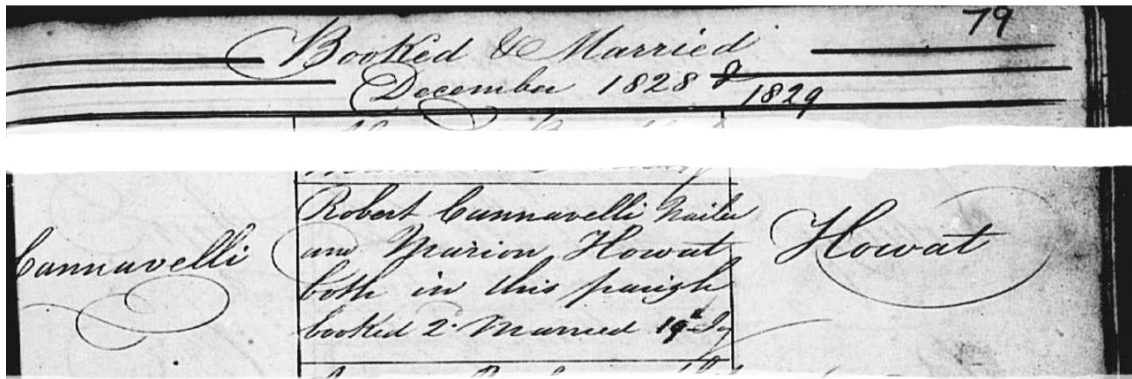 79
Booked & Married
December 1828 & 1829
Cannavelli
Robert Cannavelli Nailer
and Marion Howat
both in this parish
booked 2. Married 19th Dr
Howat